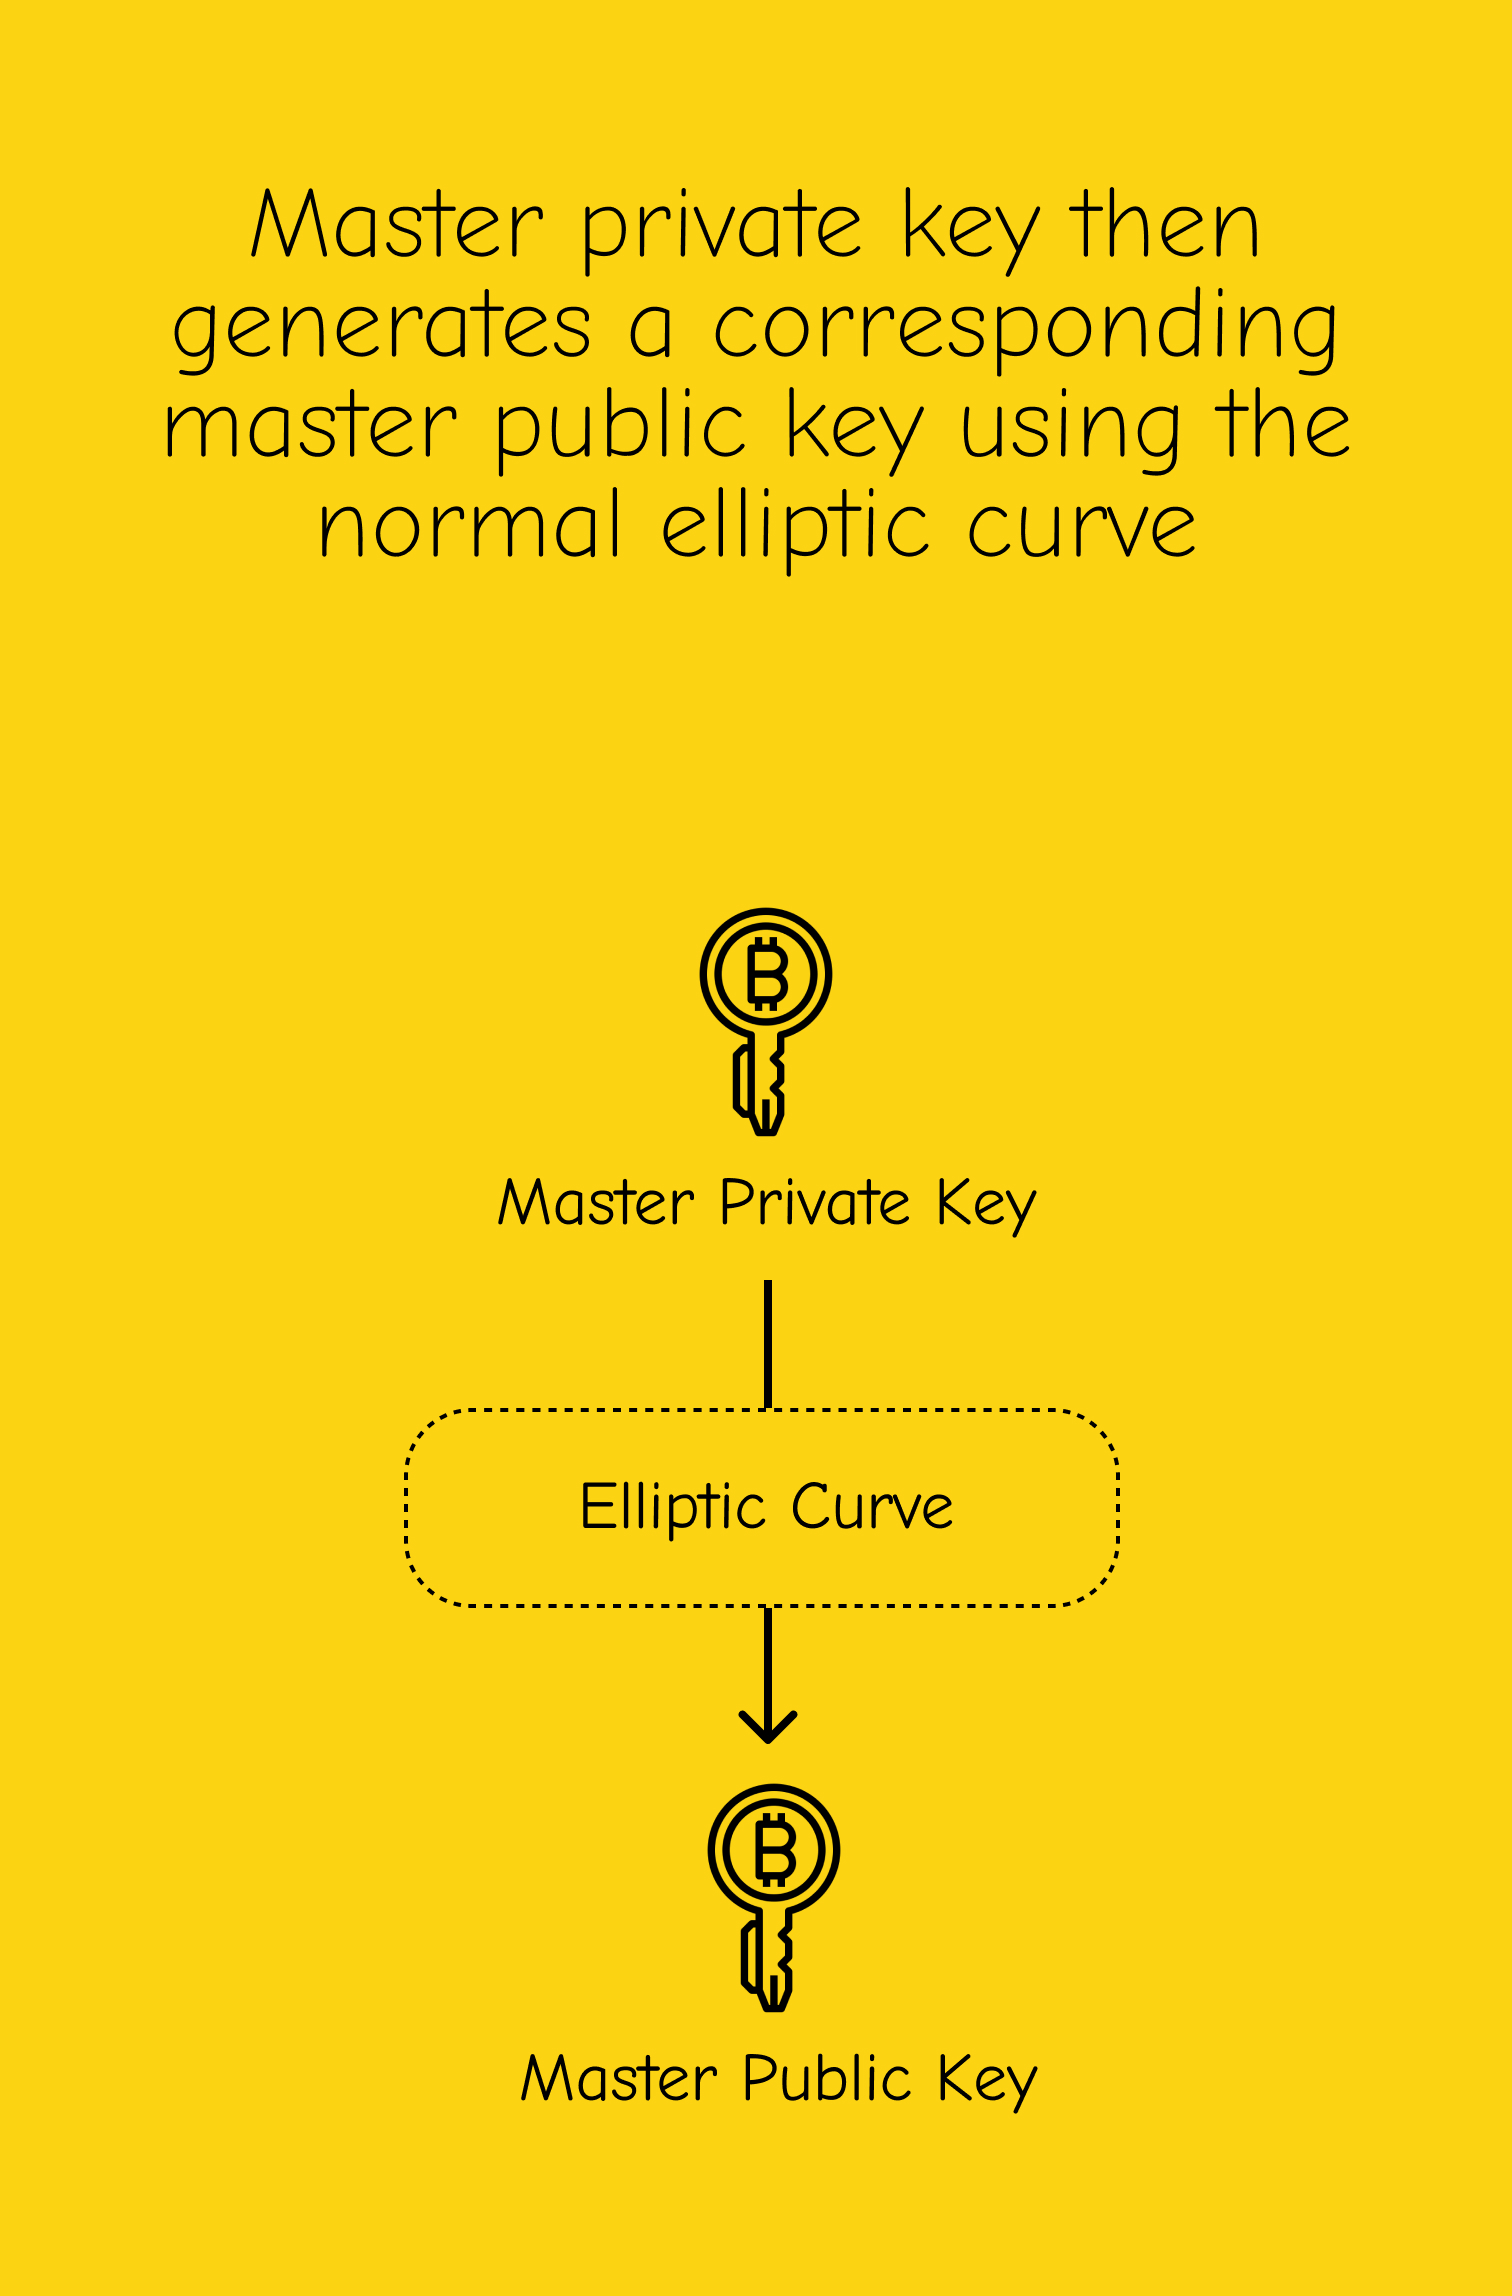 Master private key then
generates a corresponding
master public key using the
normal elliptic curve
Master Private Key
Elliptic Curve
Master Public Key